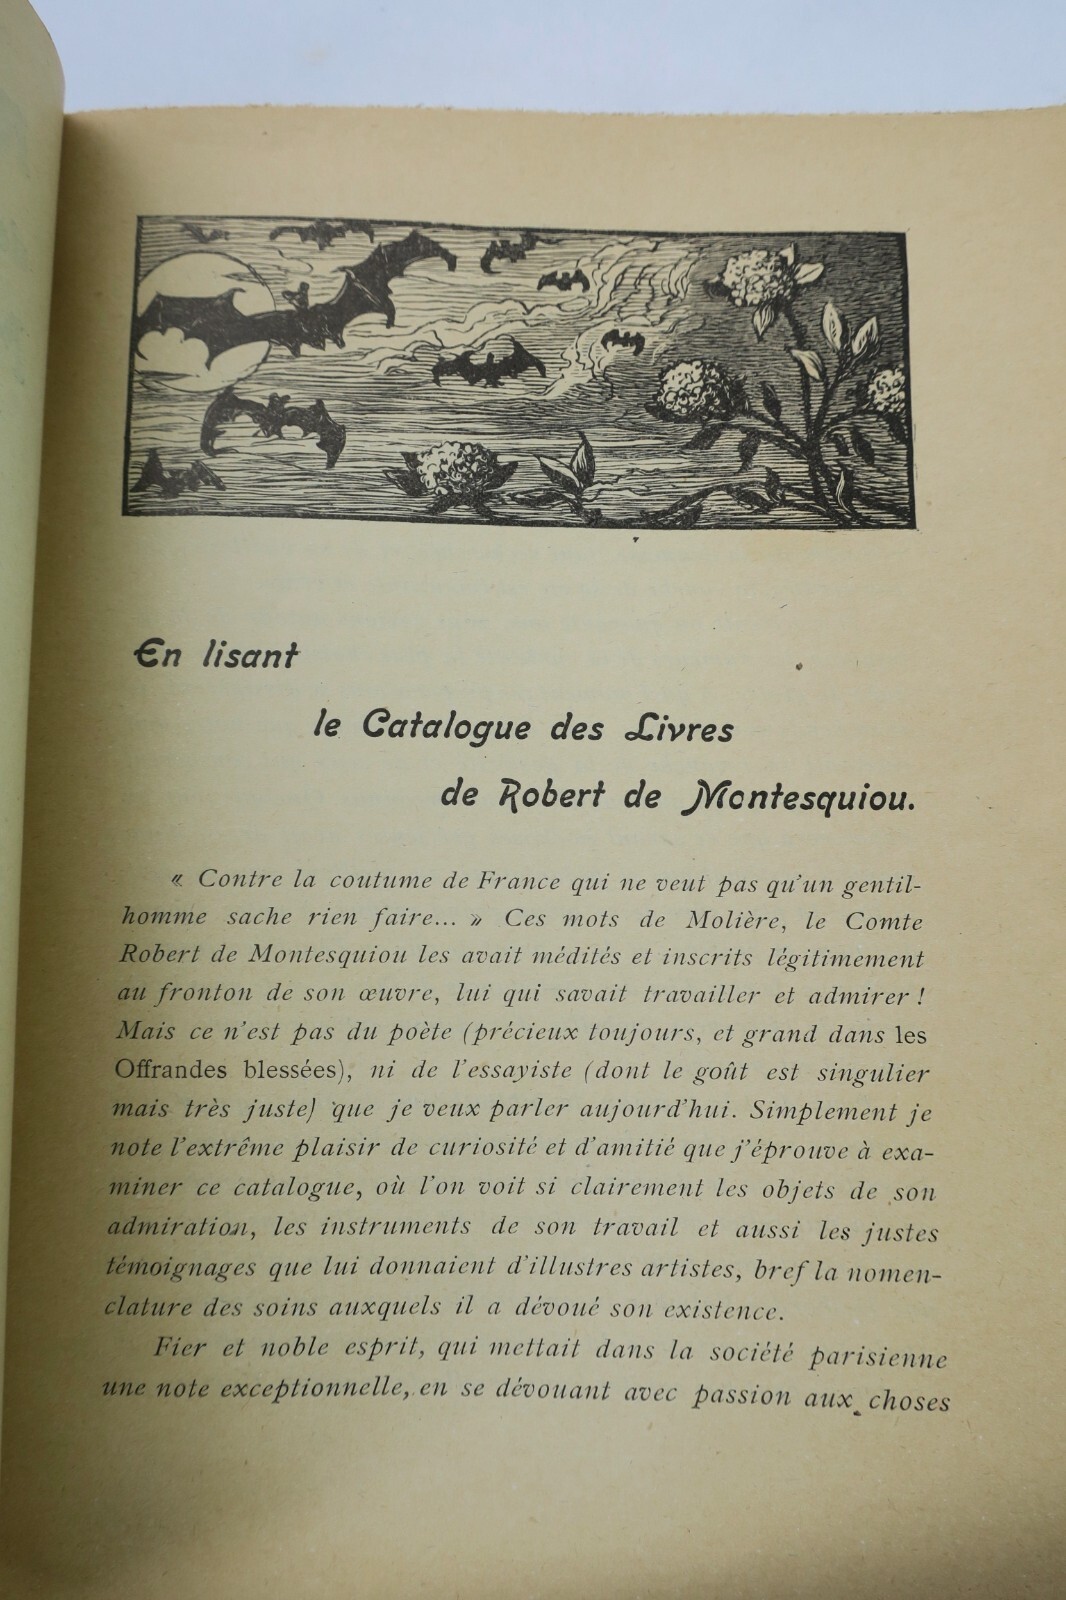 En lisant
le Catalogue des Livres
de Robert de Montesquiou.
« Contre la coutume de France qui ne veut pas qu'un gentil-
homme sache rien faire... » Ces mots de Molière, le Comte
Robert de Montesquiou les avait médités et inscrits légitimement
au fronton de son œuvre, lui qui savait travailler et admirer !
Mais ce n'est pas du poète (précieux toujours, et grand dans les
Offrandes blessées), ni de l'essayiste (dont le goût est singulier
mais très juste) que je veux parler aujourd'hui. Simplement je
note l'extrême plaisir de curiosité et d'amitié que j'éprouve à exa-
miner ce catalogue, où l'on voit si clairement les objets de son
admiration, les instruments de son travail et aussi les justes
témoignages que lui donnaient d'illustres artistes, bref la nomen-
clature des soins auxquels il a dévoué son existence.
Fier et noble esprit, qui mettait dans la société parisienne
une note exceptionnelle, en se dévouant avec passion aux choses